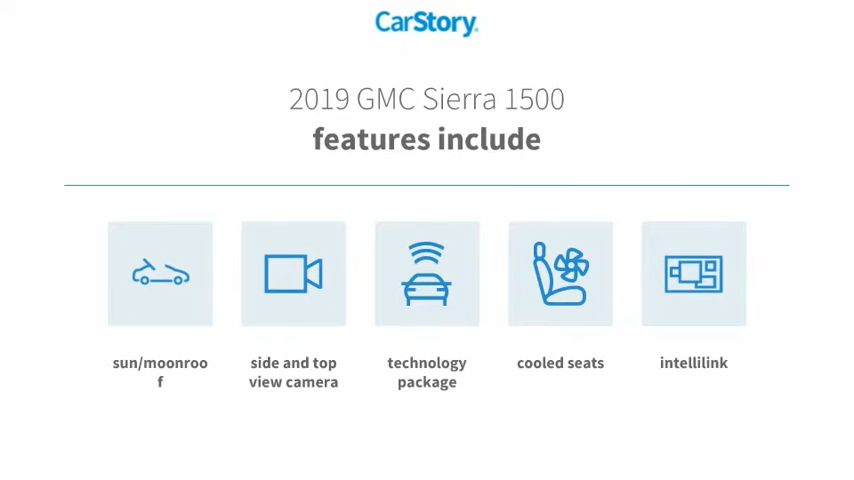 CarStory.
2019 GMC Sierra 1500
features include
sun/moonroo
f
side and top
view camera
technology
package
cooled seats
intellilink